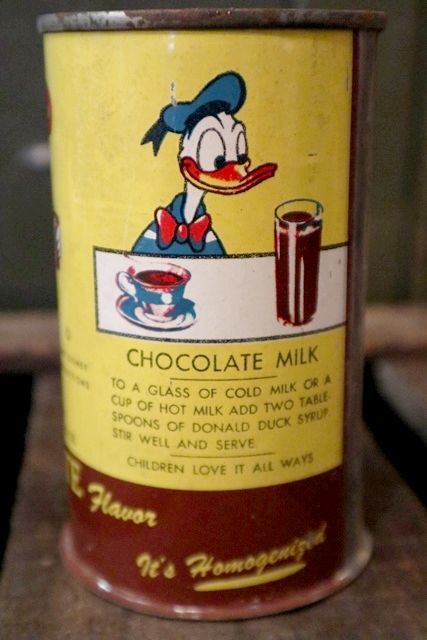 CHOCOLATE MILK
TO A GLASS OF COLD MILK OR A
CUP OF HOT MILK ADD TWO TABLE-
SPOONS OF DONALD DUCK SYRUP
STIR WELL AND SERVE.
CHILDREN LOVE IT ALL WAYS
TE Flavor
It's Homogenized